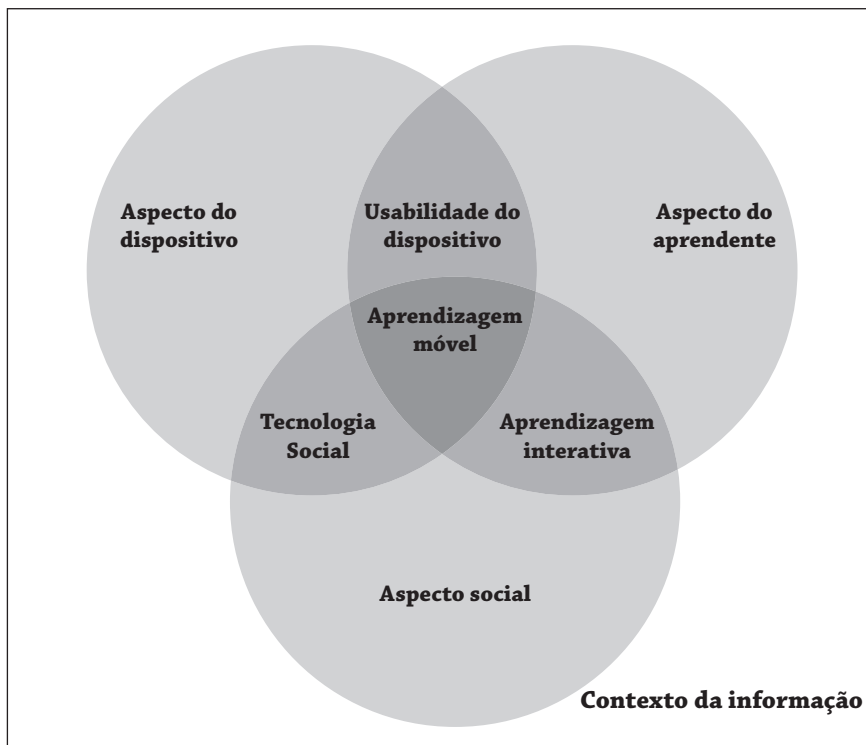 Aspecto do
dispositivo
Usabilidade do
dispositivo
Aspecto do
aprendente
Aprendizagem
móvel
Tecnologia
Social
Aprendizagem
interativa
Aspecto social
Contexto da informação